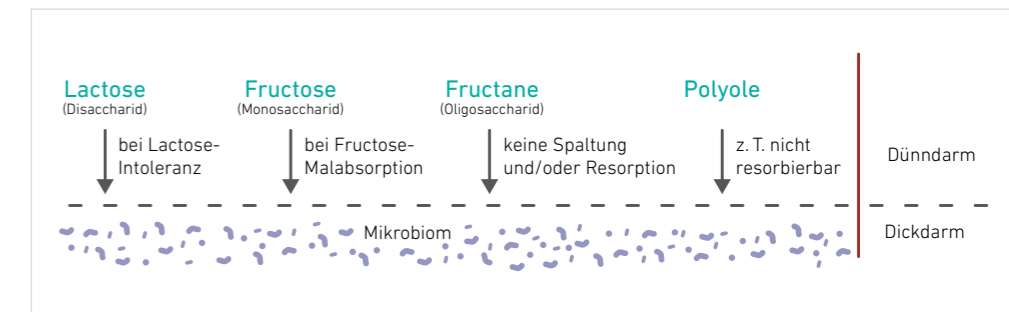 Lactose
(Disaccharid)
bei Lactose-
Intoleranz
Fructose
(Monosaccharid)
bei Fructose-
Malabsorption
Fructane
(Oligosaccharid)
keine Spaltung
und/oder Resorption
Polyole
z. T. nicht
resorbierbar
Dünndarm
Mikrobiom
Dickdarm